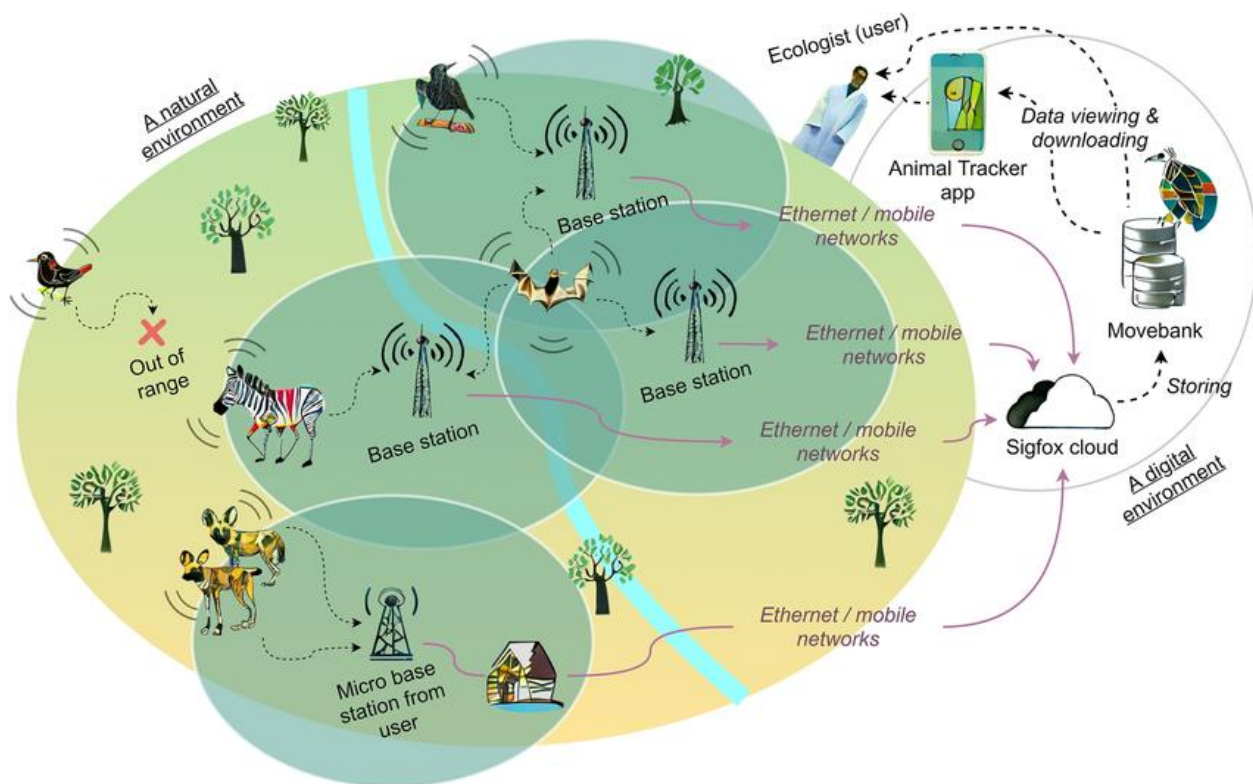 A natural
environment
Ecologist (user)
Data viewing &
downloading
Animal Tracker
app
Base station
Ethernet / mobile
networks
Out of
range
Base station
Ethernet / mobile
networks
Movebank
Base station
Ethernet / mobile
networks
Storing
Sigfox cloud
A digital
environment
Micro base
station from
user
Ethernet / mobile
networks